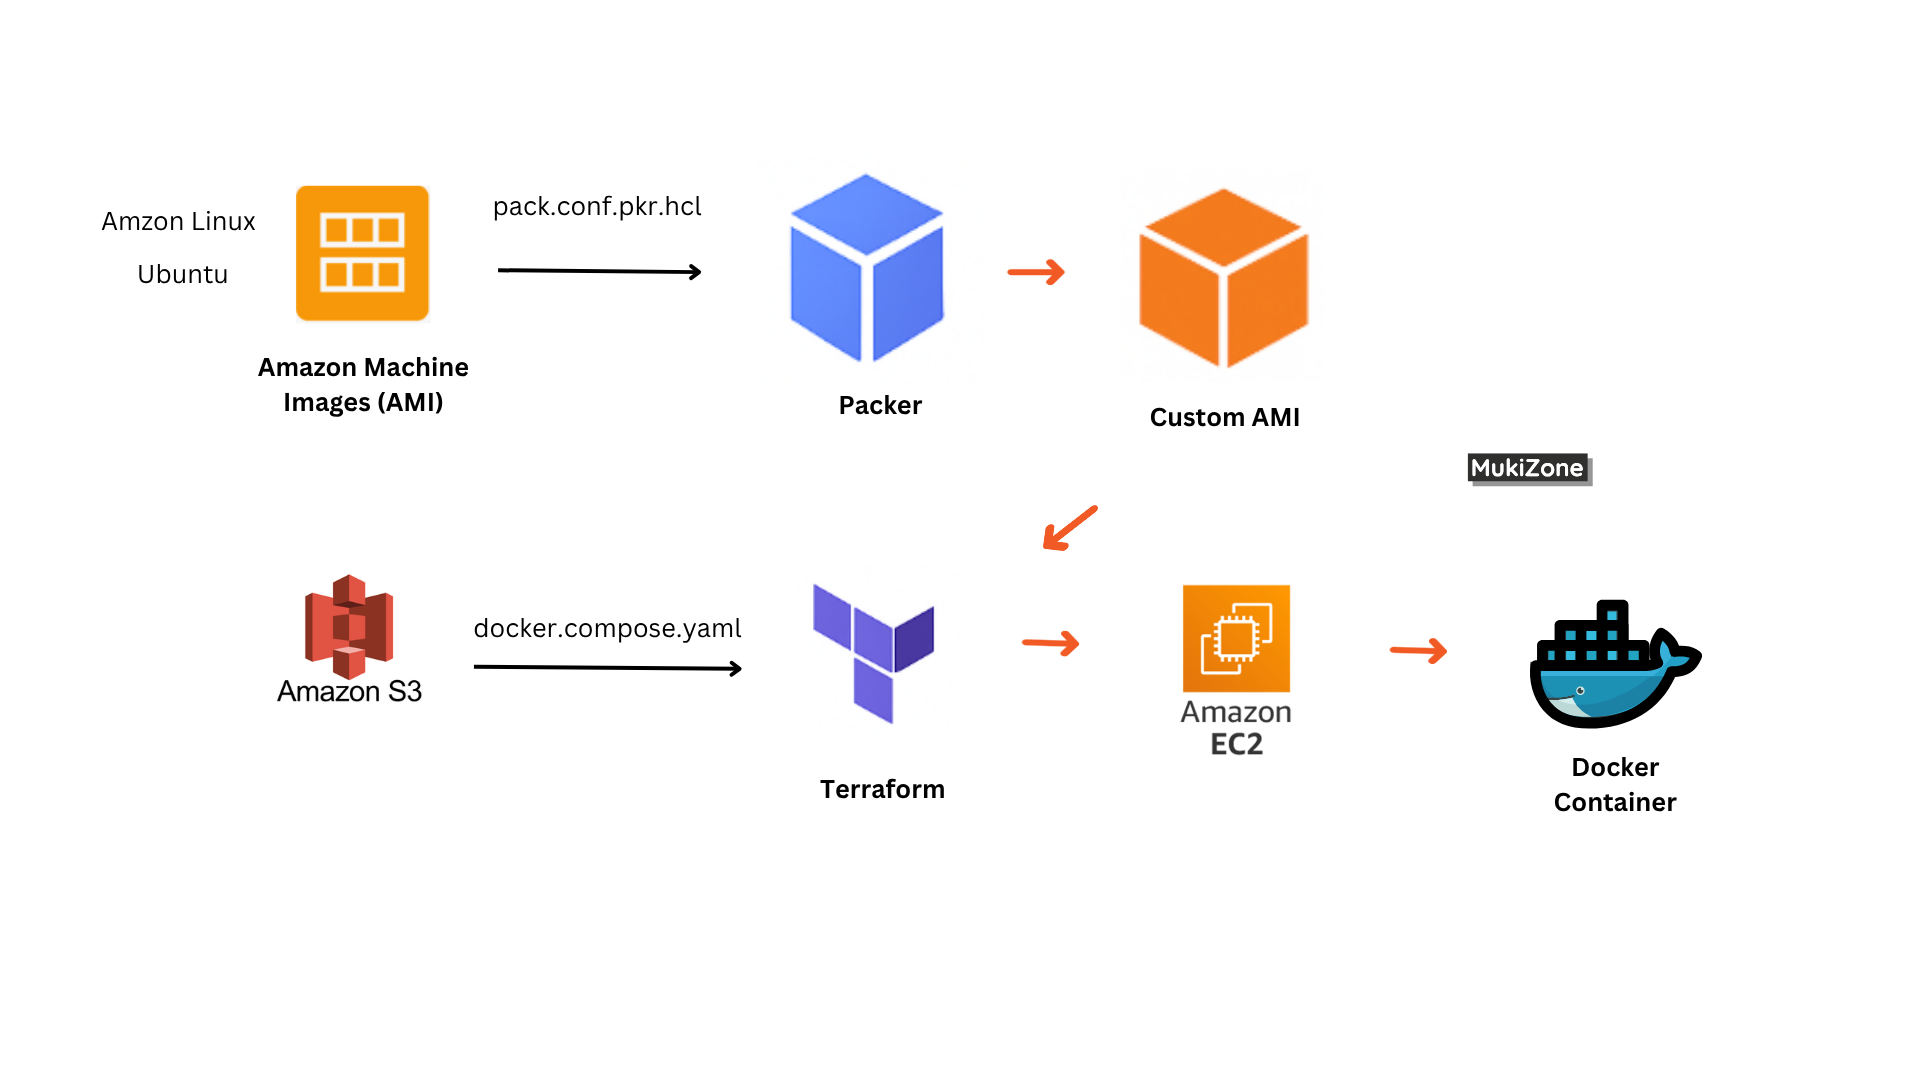 Amzon Linux
Ubuntu
pack.conf.pkr.hcl
Amazon Machine
Images (AMI)
Packer
Custom AMI
MukiZone
docker.compose.yaml
Amazon S3
Terraform
Amazon
EC2
Docker
Container